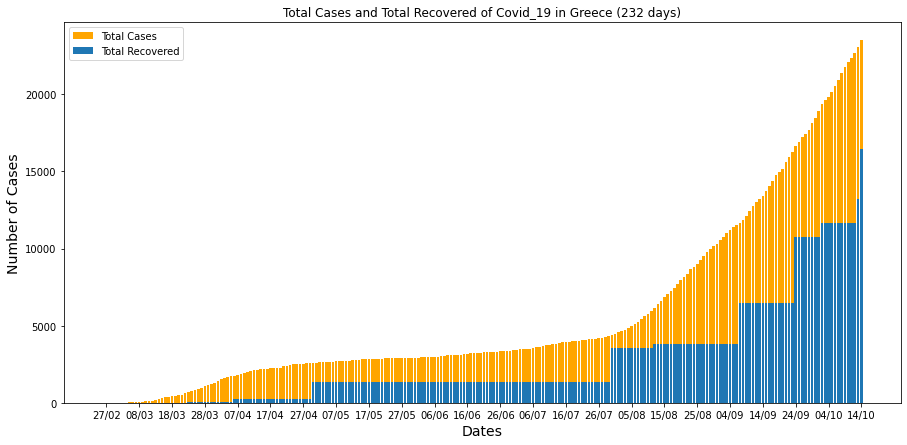 Total Cases and Total Recovered of Covid_19 in Greece (232 days)
Total Cases
Total Recovered
Number of Cases
20000
15000
10000
5000
0
27/02 08/03 18/03 28/03 07/04 17/04 27/04 07/05 17/05 27/05 06/06 16/06 26/06 06/07 16/07 26/07 05/08 15/08 25/08 04/09 14/09 24/09 04/10 14/10
Dates